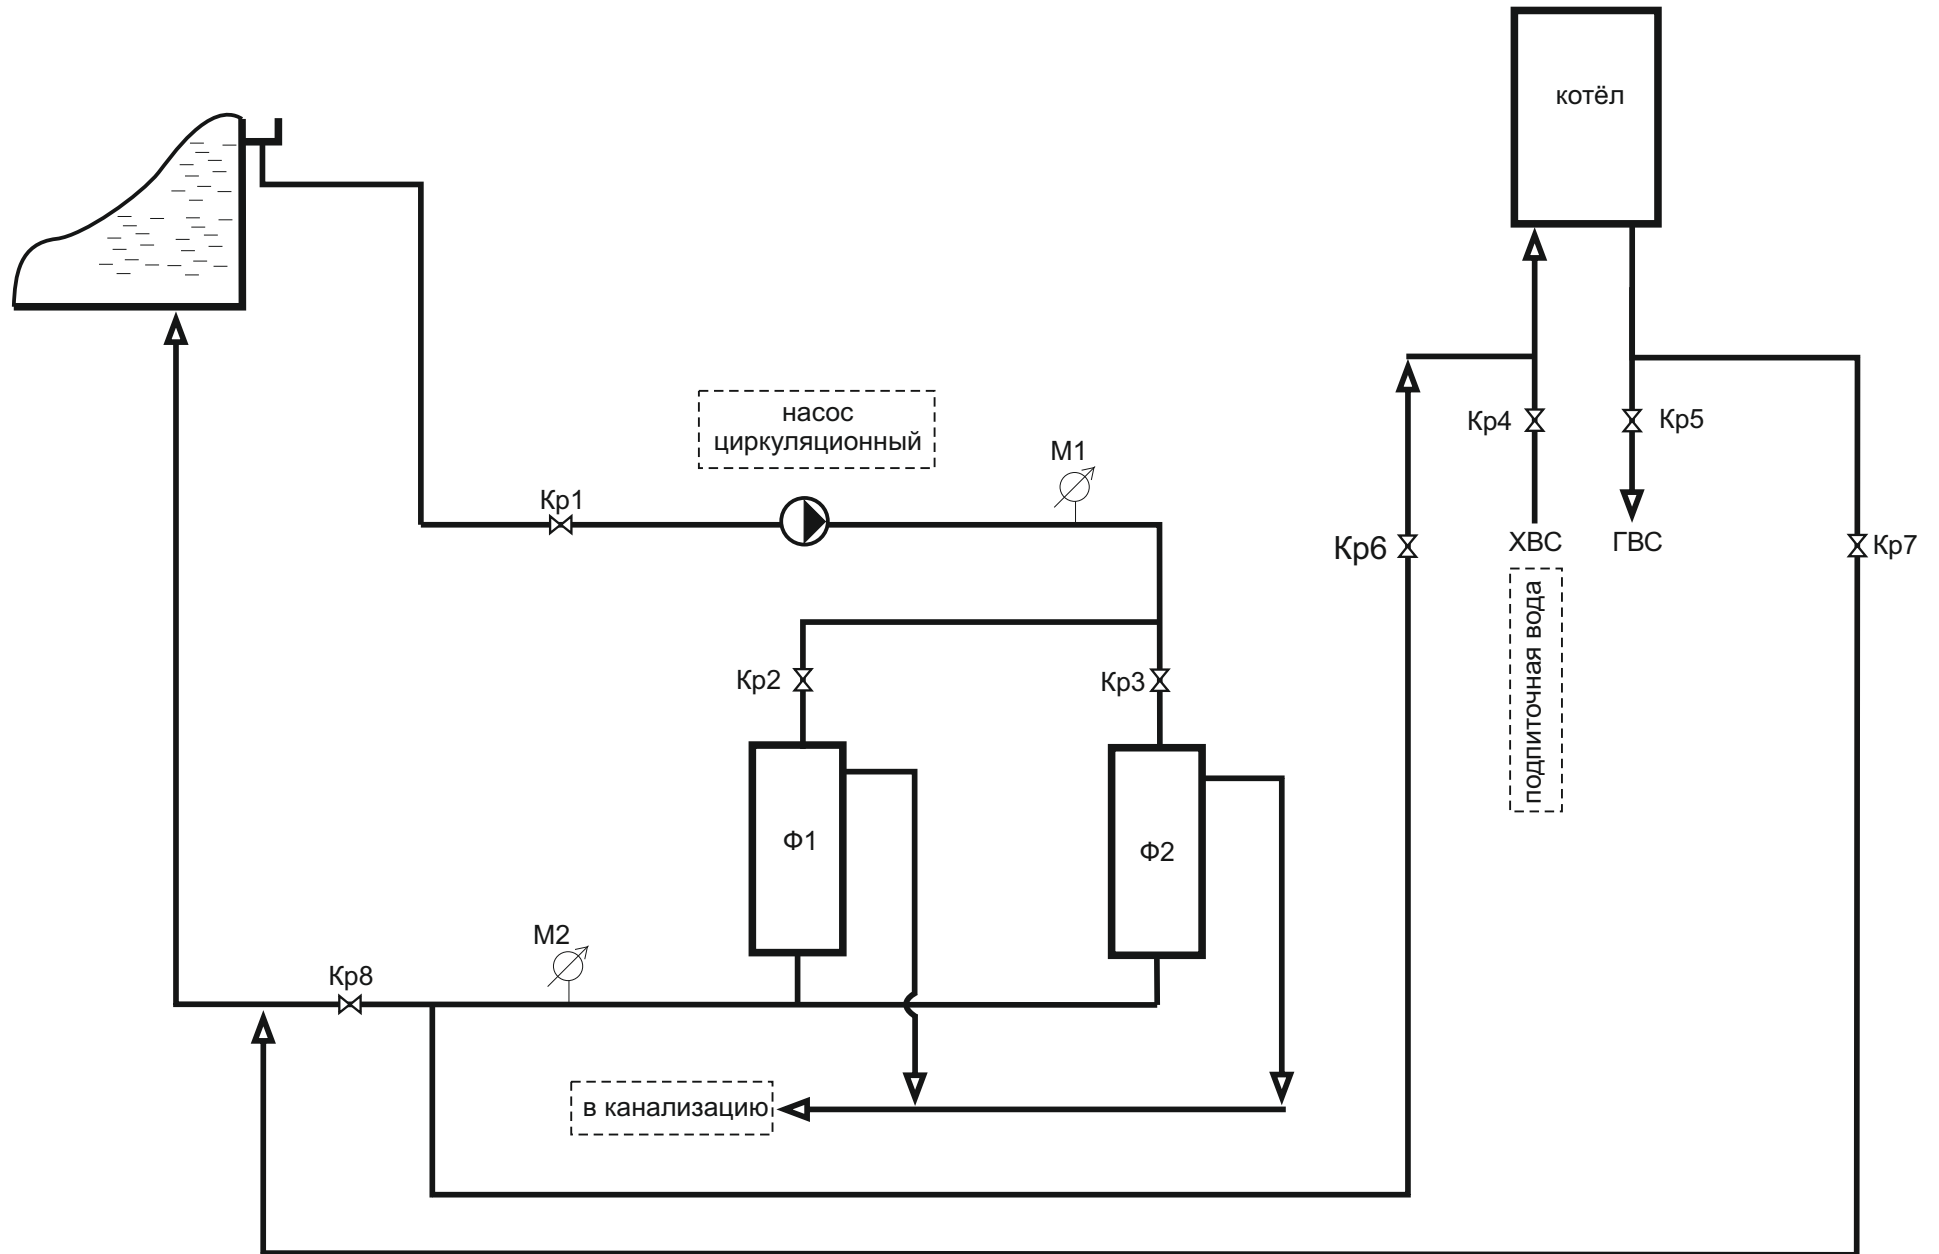 котёл
насос
циркуляционный
М1
Кр4
Кр5
Кр1
Кр6
ХВС
ГВС
Кр7
подпиточная вода
Кр2
Кр3
Ф1
Ф2
М2
Кр8
в канализацию